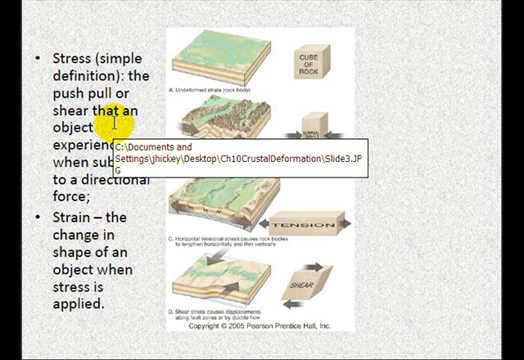 • Stress (simple
definition): the
push pull or
shear that an
object
experienc
when sub
to a directional
force;
• Strain – the
change in
shape of an
object when
stress is
applied.
CUBE
OF
ROCK
A. Undeformed strata (rock body)
C:\Documents and
Settings\jhickey\Desktop\Ch10CrustalDeformation\Slide3.JP
G
TENSION
C. Horizontal tensional stress causes rock bodies
to lengthen horizontally and thin vertically
SHEAR
D. Shear stress causes displacements
along fault zones or by ductile flow
Copyright © 2005 Pearson Prentice Hall, Inc.